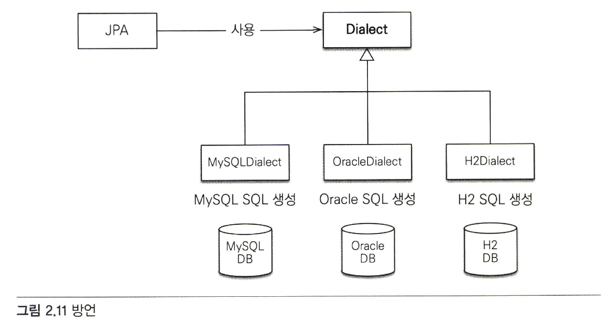 JPA
사용
Dialect
MySQLDialect
OracleDialect
H2Dialect
MySQL SQL 생성
Oracle SQL 생성
H2 SQL 생성
MySQL
DB
Oracle
DB
H2
DB
그림 2.11 방언